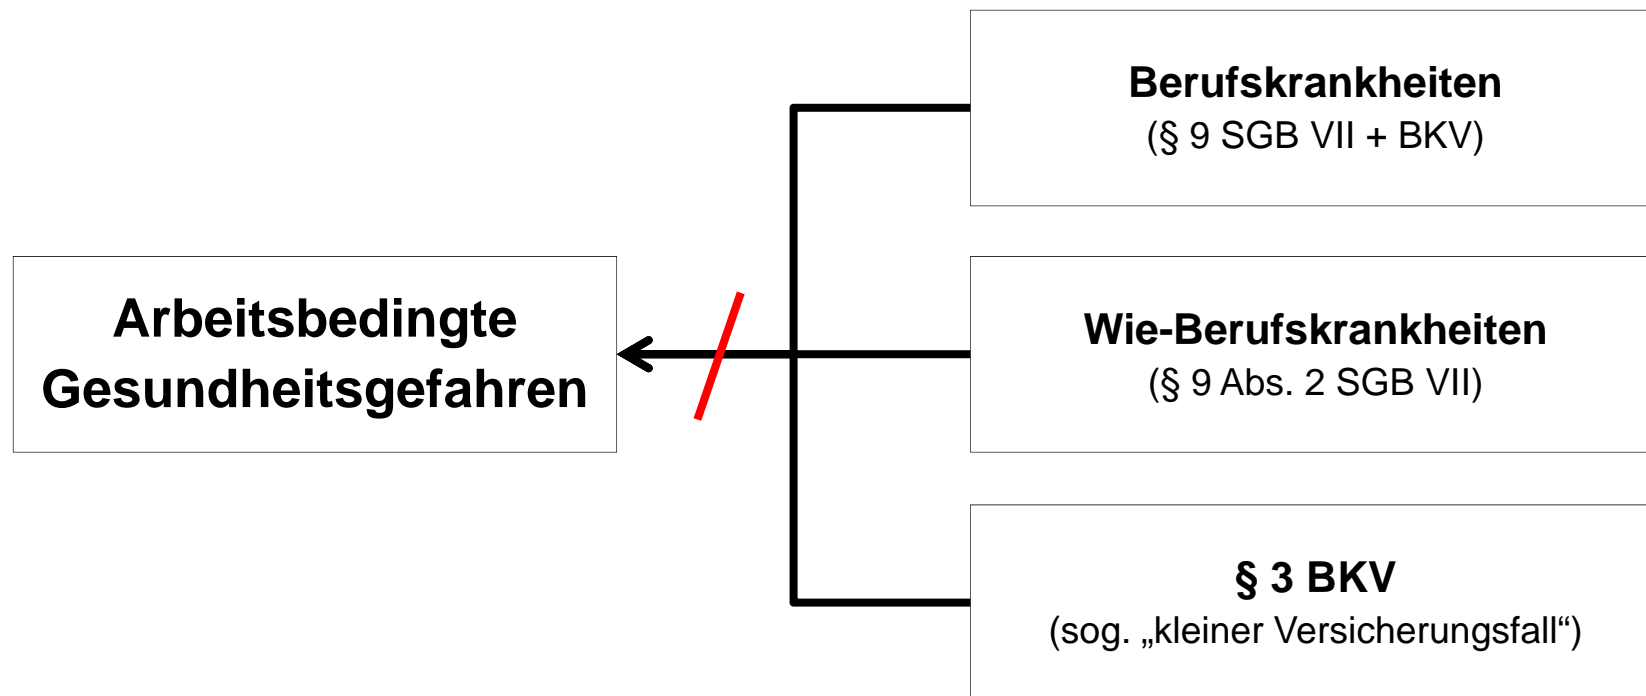 Berufskrankheiten
(§ 9 SGB VII + BKV)
Arbeitsbedingte
Gesundheitsgefahren
Wie-Berufskrankheiten
(§ 9 Abs. 2 SGB VII)
§ 3 BKV
(sog. „kleiner Versicherungsfall“)